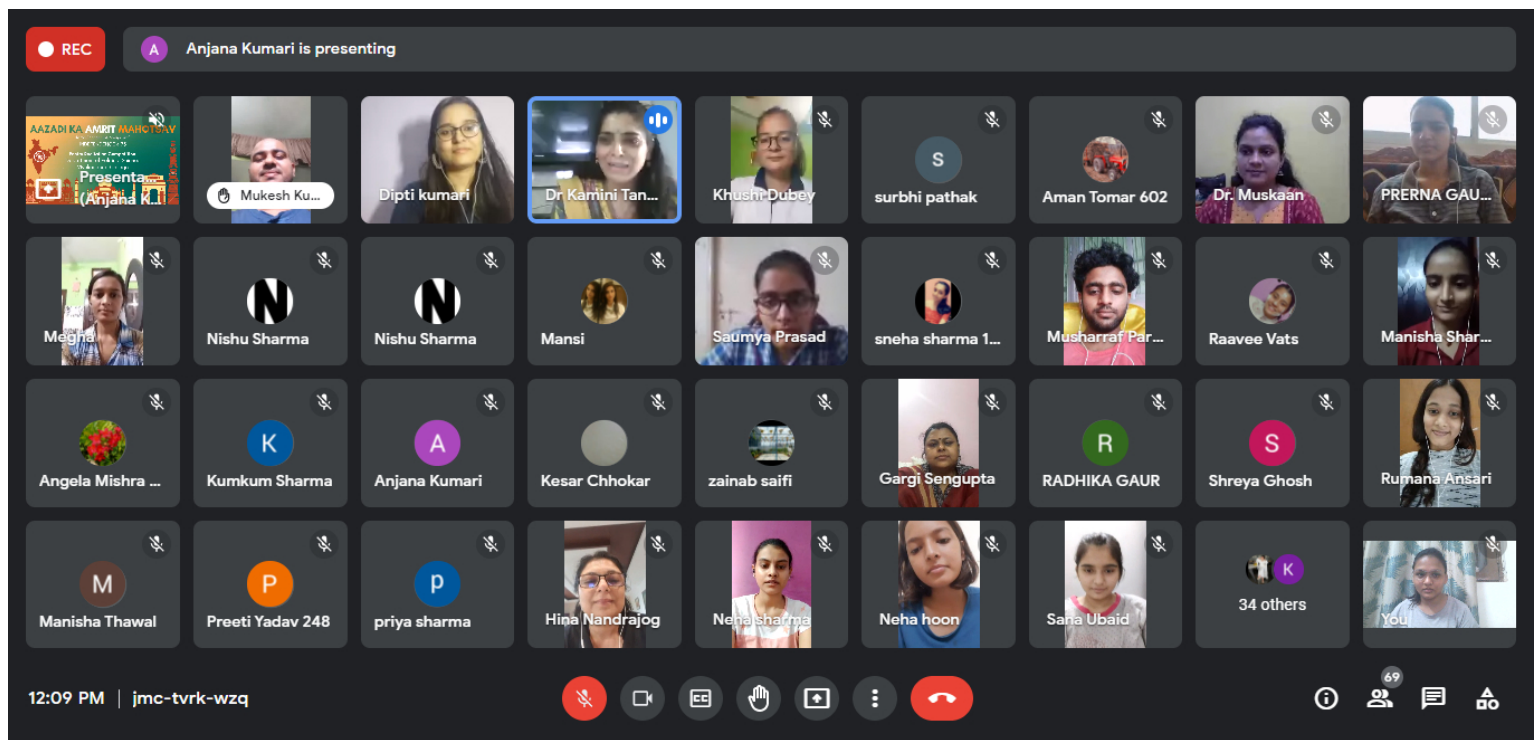 REC
A
Anjana Kumari is presenting
AAZADI KA AMRIT MAHOTSAV
Presenta...
(Anjana K...
Mukesh Ku...
Dipti kumari
Dr Kamini Tan...
Khushi Dubey
S
surbhi pathak
Aman Tomar 602
Dr. Muskaan
PRERNA GAU...
Megha
N
Nishu Sharma
N
Nishu Sharma
Mansi
Saumya Prasad
sneha sharma 1...
Musharraf Par...
Raavee Vats
Manisha Shar...
Angela Mishra ...
K
Kumkum Sharma
A
Anjana Kumari
Kesar Chhokar
zainab saifi
Gargi Sengupta
R
RADHIKA GAUR
S
Shreya Ghosh
Rumana Ansari
M
Manisha Thawal
P
Preeti Yadav 248
p
priya sharma
Hina Nandrajog
Neha sharma
Neha hoon
Sana Ubaid
K
34 others
You
12:09 PM | jmc-tvrk-wzq
CC
69